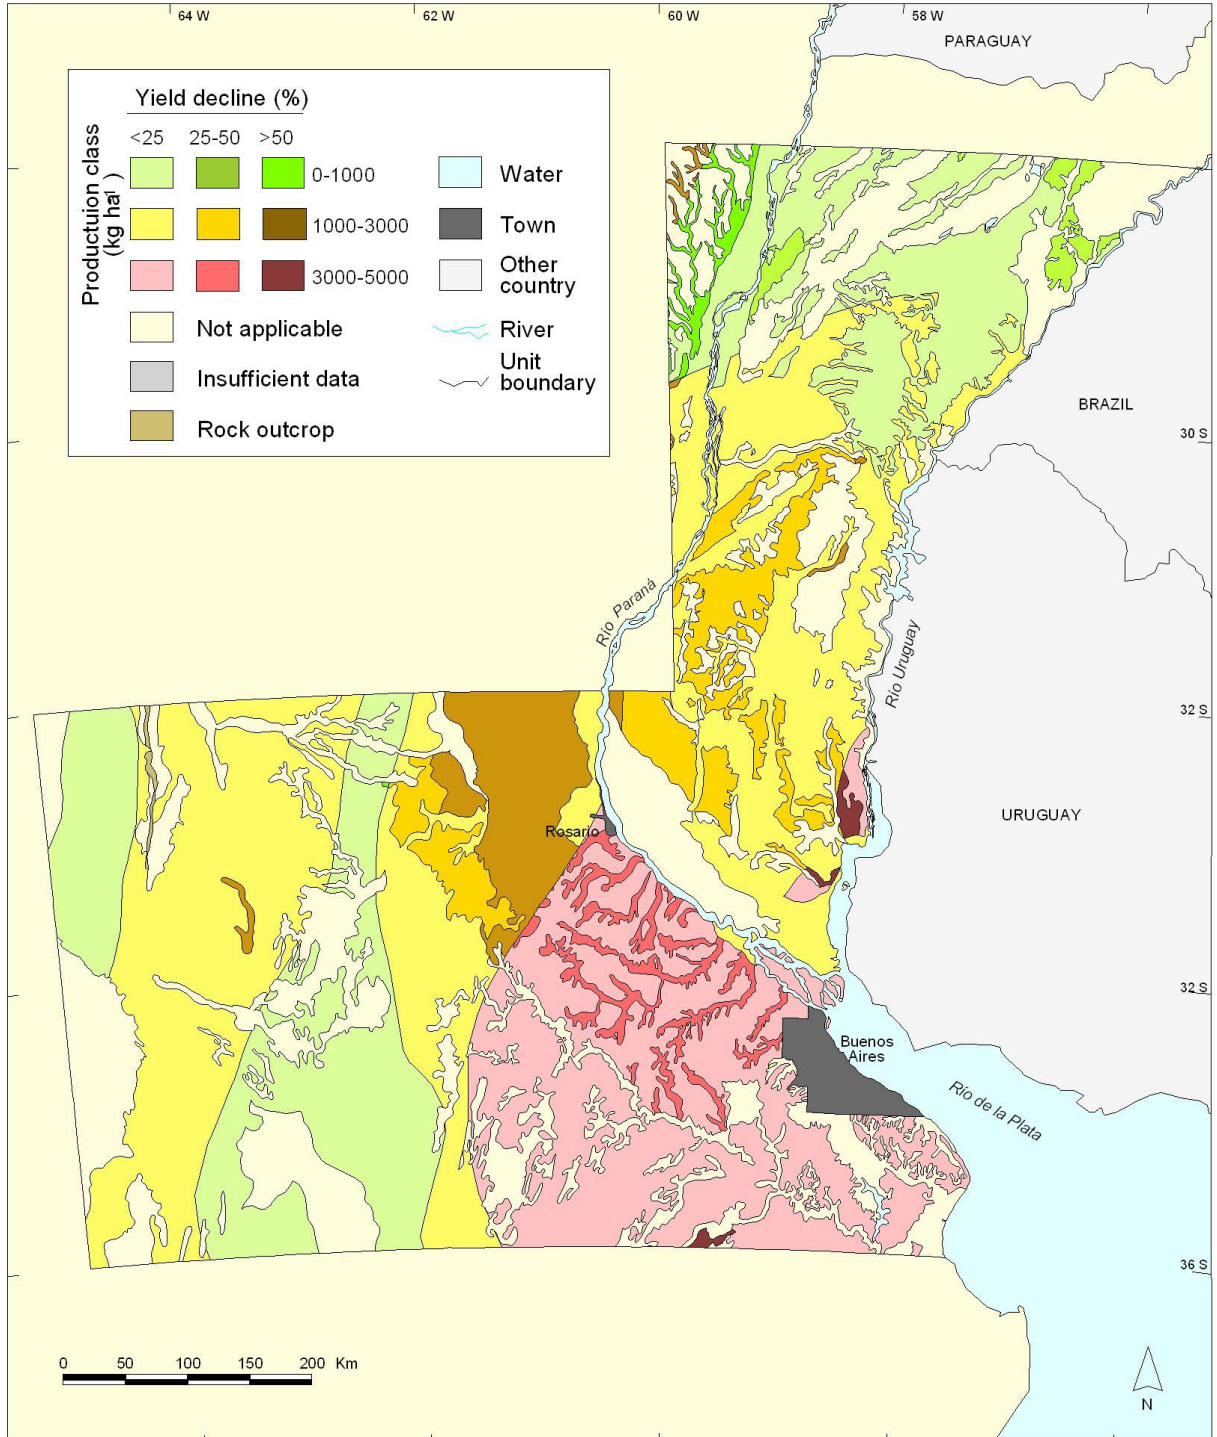 64 W
62 W
60 W
58 W
PARAGUAY
Yield decline (%)
Productuion class
(kg ha¹ )
<25
25-50
>50
0-1000
1000-3000
3000-5000
Not applicable
Insufficient data
Rock outcrop
Water
Town
Other
country
River
Unit
boundary
BRAZIL
30 S
Río Paraná
Río Uruguay
32 S
URUGUAY
Rosario
32 S
Buenos
Aires
Río de la Plata
36 S
0 50 100 150 200 Km
N